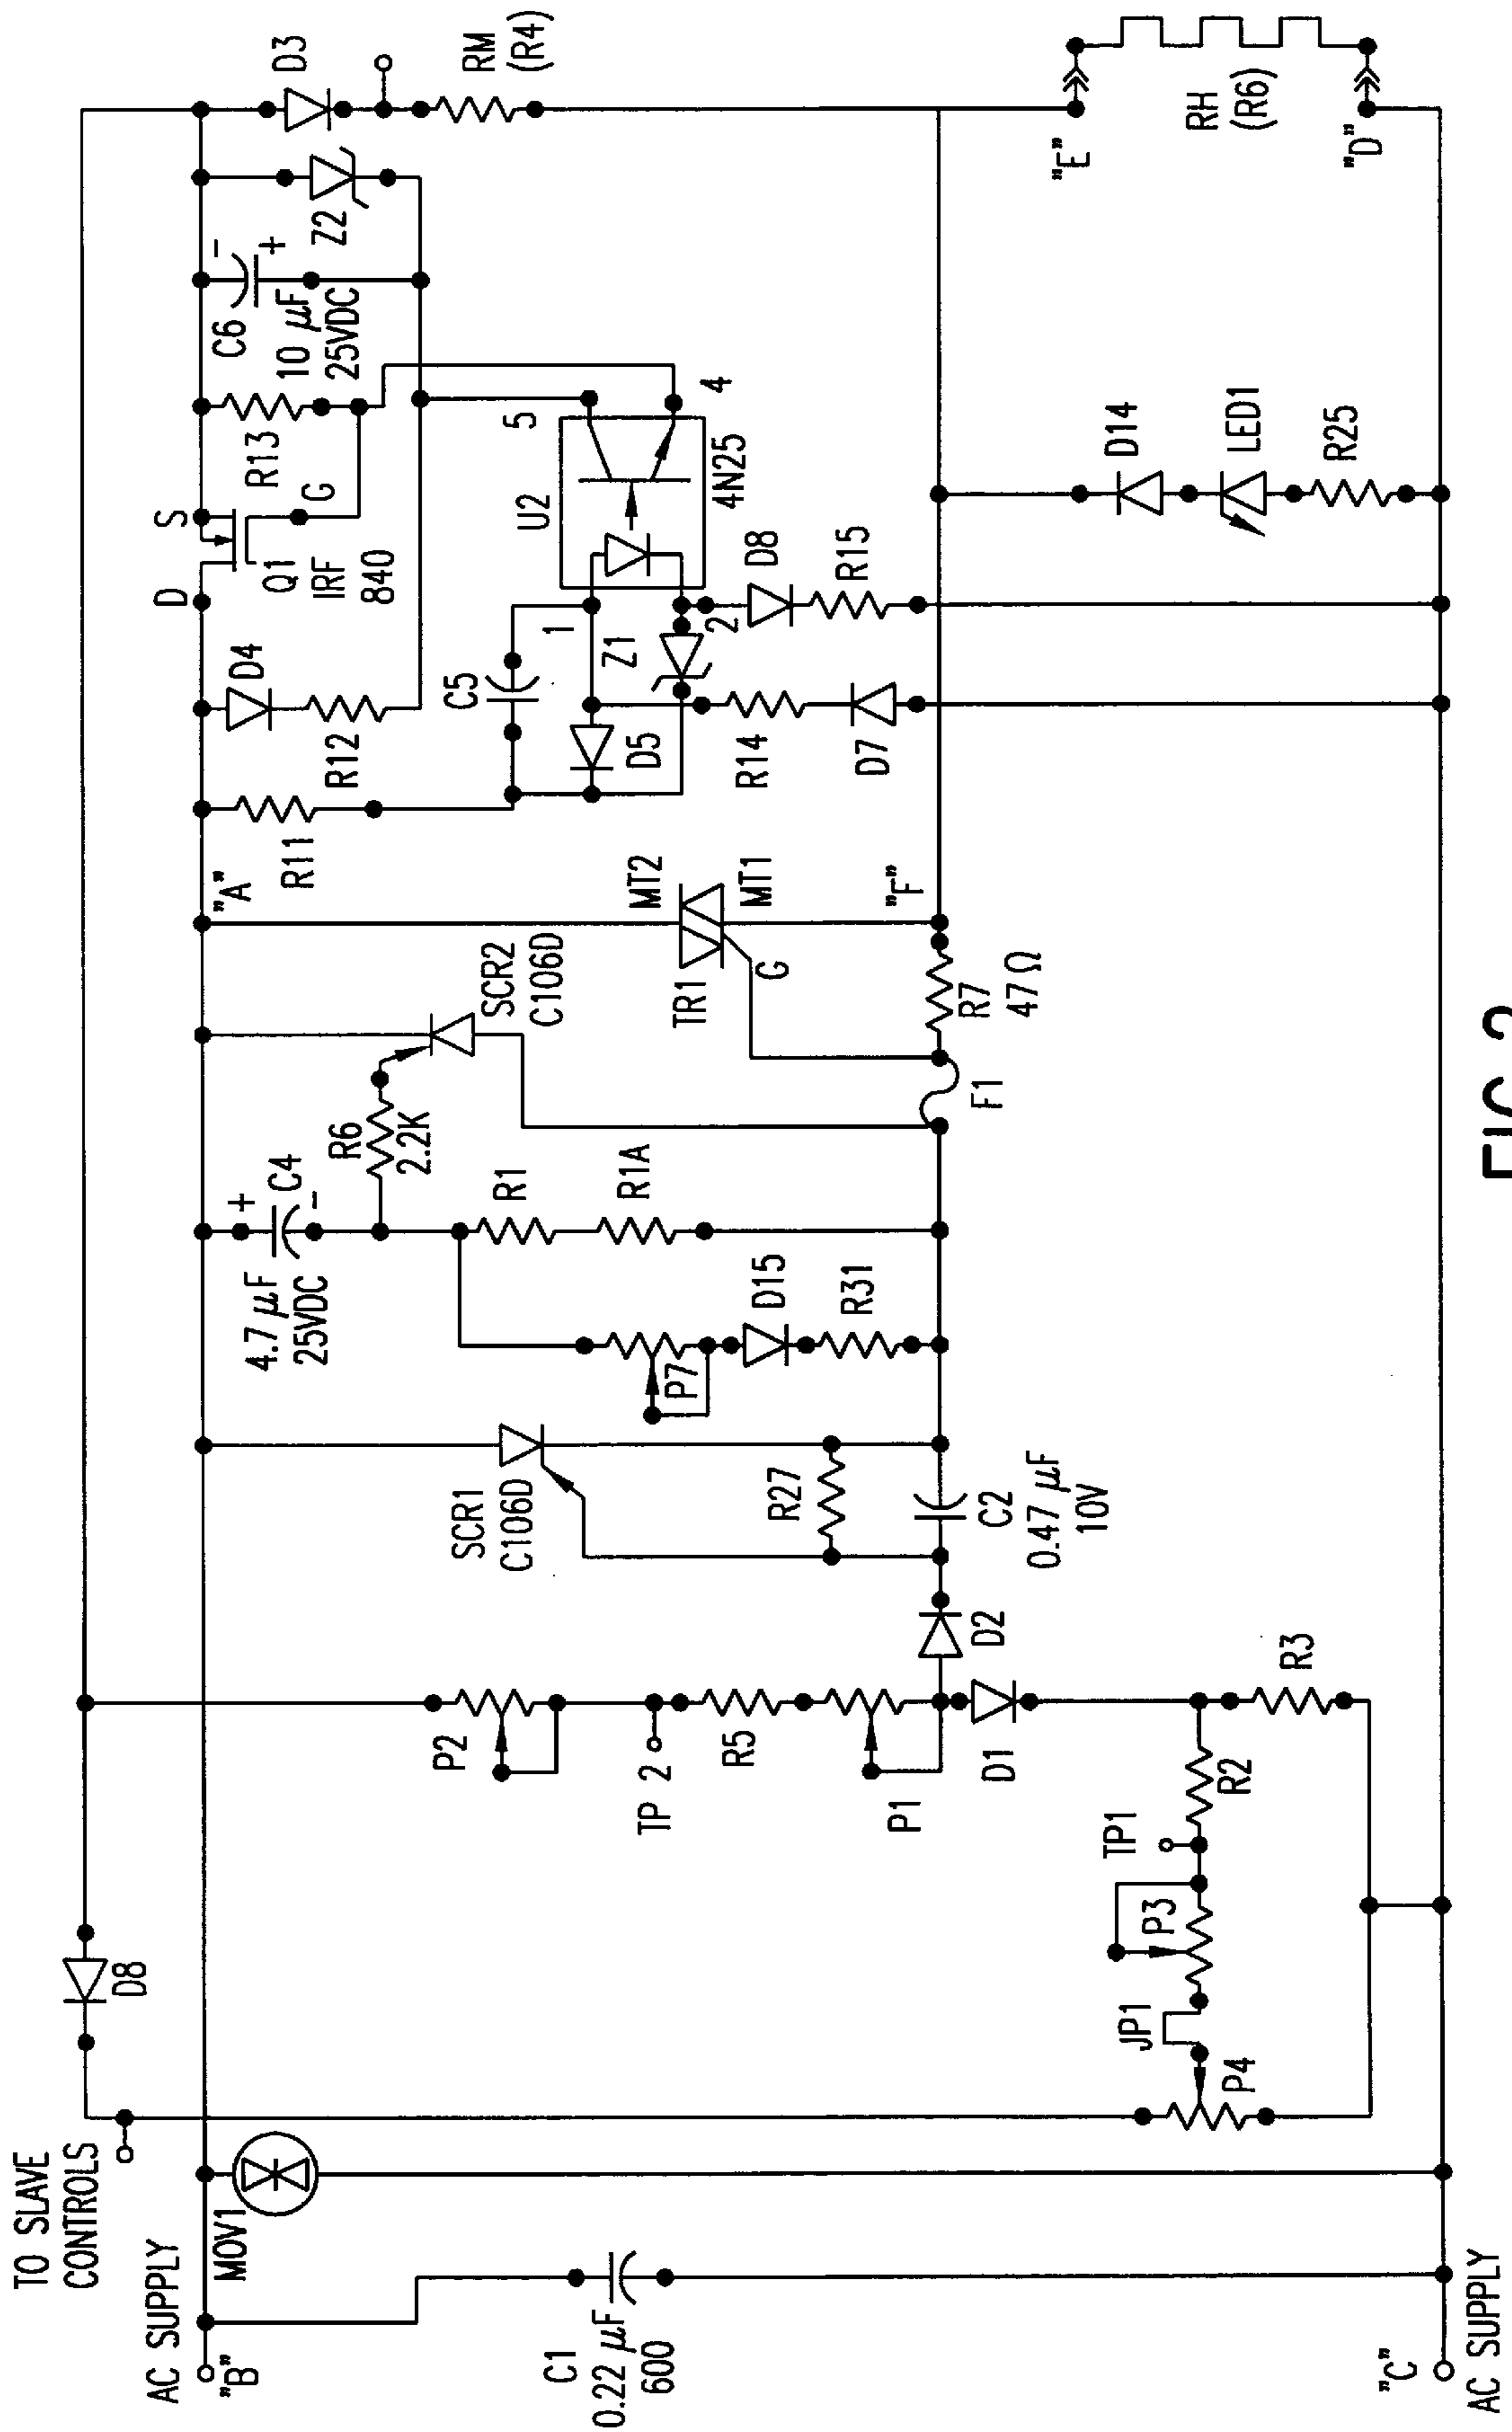 TO SLAVE
CONTROLS
AC SUPPLY
"B"
MOV1
C1
0.22 µF
600
"C"
AC SUPPLY
D8
P2
TP 2
R5
P1
D1
D2
R3
R2
TP1
P3
JP1
P4
SCR1
C106D
R27
C2
0.47 µF
10V
4.7 µF
25VDC
+
C4
-
R6
2.2K
R1
R1A
P7
D15
R31
SCR2
C106D
F1
"A"
MT2
MT1
TR1
G
"F"
R7
47 Ω
R11
R12
D4
D
S
Q1
IRF
840
G
R13
C6
-
+
10 µF
25VDC
Z2
D3
RM
(R4)
C5
1
U2
5
4
4N25
Z1
2
D5
D8
R15
R14
D7
D14
LED1
R25
"E"
RH
(R6)
"D"